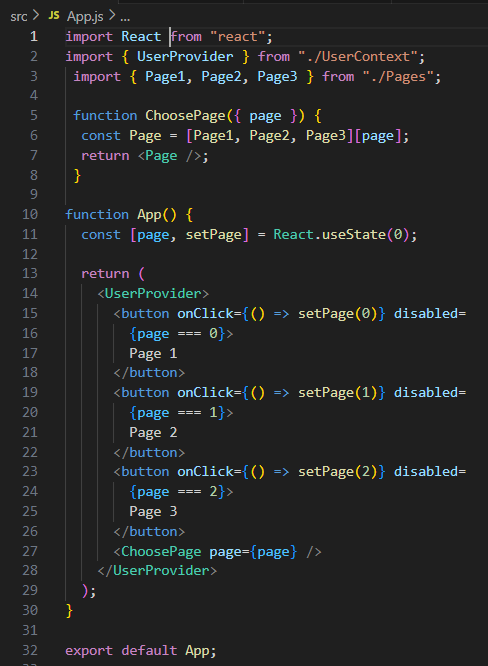 src > JS App.js > ...
1 import React from "react";
2 import { UserProvider } from "./UserContext";
3  import { Page1, Page2, Page3 } from "./Pages";
4
5  function ChoosePage({ page }) {
6   const Page = [Page1, Page2, Page3][page];
7   return <Page />;
8  }
9
10 function App() {
11   const [page, setPage] = React.useState(0);
12
13   return (
14     <UserProvider>
15       <button onClick={() => setPage(0)} disabled=
16         {page === 0}>
17         Page 1
18       </button>
19       <button onClick={() => setPage(1)} disabled=
20         {page === 1}>
21         Page 2
22       </button>
23       <button onClick={() => setPage(2)} disabled=
24         {page === 2}>
25         Page 3
26       </button>
27       <ChoosePage page={page} />
28     </UserProvider>
29   );
30 }
31
32 export default App;